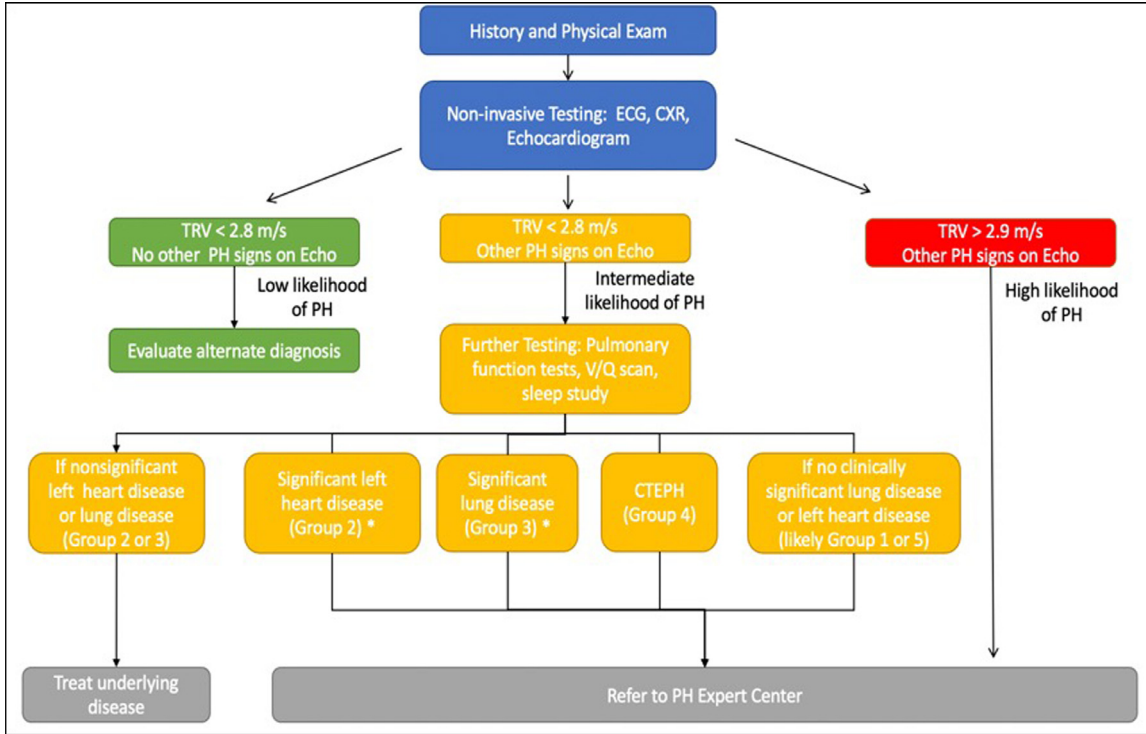 History and Physical Exam
Non-invasive Testing:  ECG, CXR,
Echocardiogram
TRV < 2.8 m/s
No other  PH signs on Echo
TRV < 2.8 m/s
Other PH signs on Echo
TRV > 2.9 m/s
Other PH signs on Echo
Low likelihood
of PH
Intermediate
likelihood of PH
High likelihood
of PH
Evaluate alternate diagnosis
Further Testing: Pulmonary
function tests, V/Q scan,
sleep study
If nonsignificant
left  heart disease
or lung disease
(Group 2 or 3)
Significant left
heart disease
(Group 2) *
Significant
lung disease
(Group 3) *
CTEPH
(Group 4)
If no clinically
significant lung disease
or left heart disease
(likely Group 1 or 5)
Treat underlying
disease
Refer to PH Expert Center